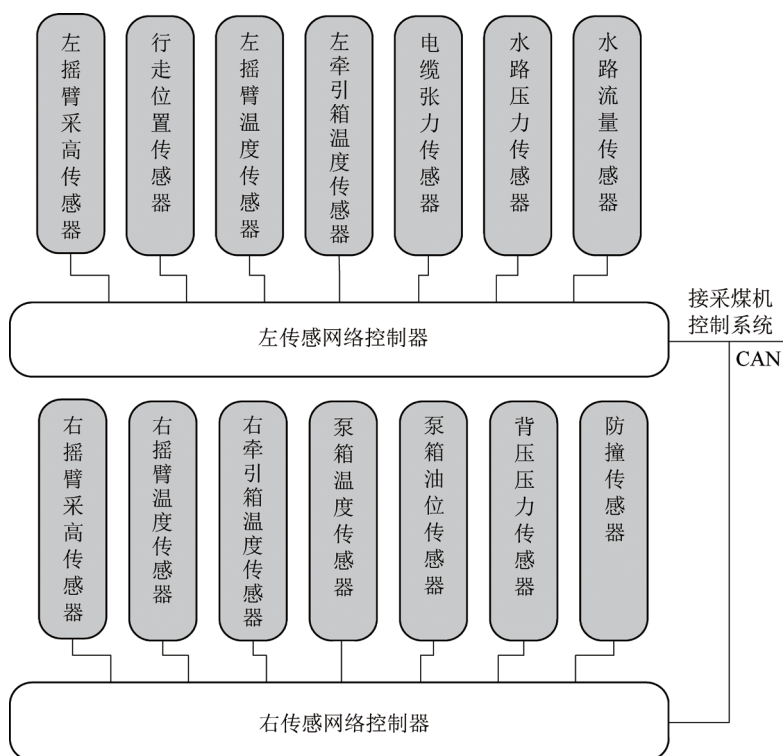 左摇臂采高传感器
行走位置传感器
左摇臂温度传感器
左牵引箱温度传感器
电缆张力传感器
水路压力传感器
水路流量传感器
左传感网络控制器
接采煤机
控制系统
CAN
右摇臂采高传感器
右摇臂温度传感器
右牵引箱温度传感器
泵箱温度传感器
泵箱油位传感器
背压压力传感器
防撞传感器
右传感网络控制器